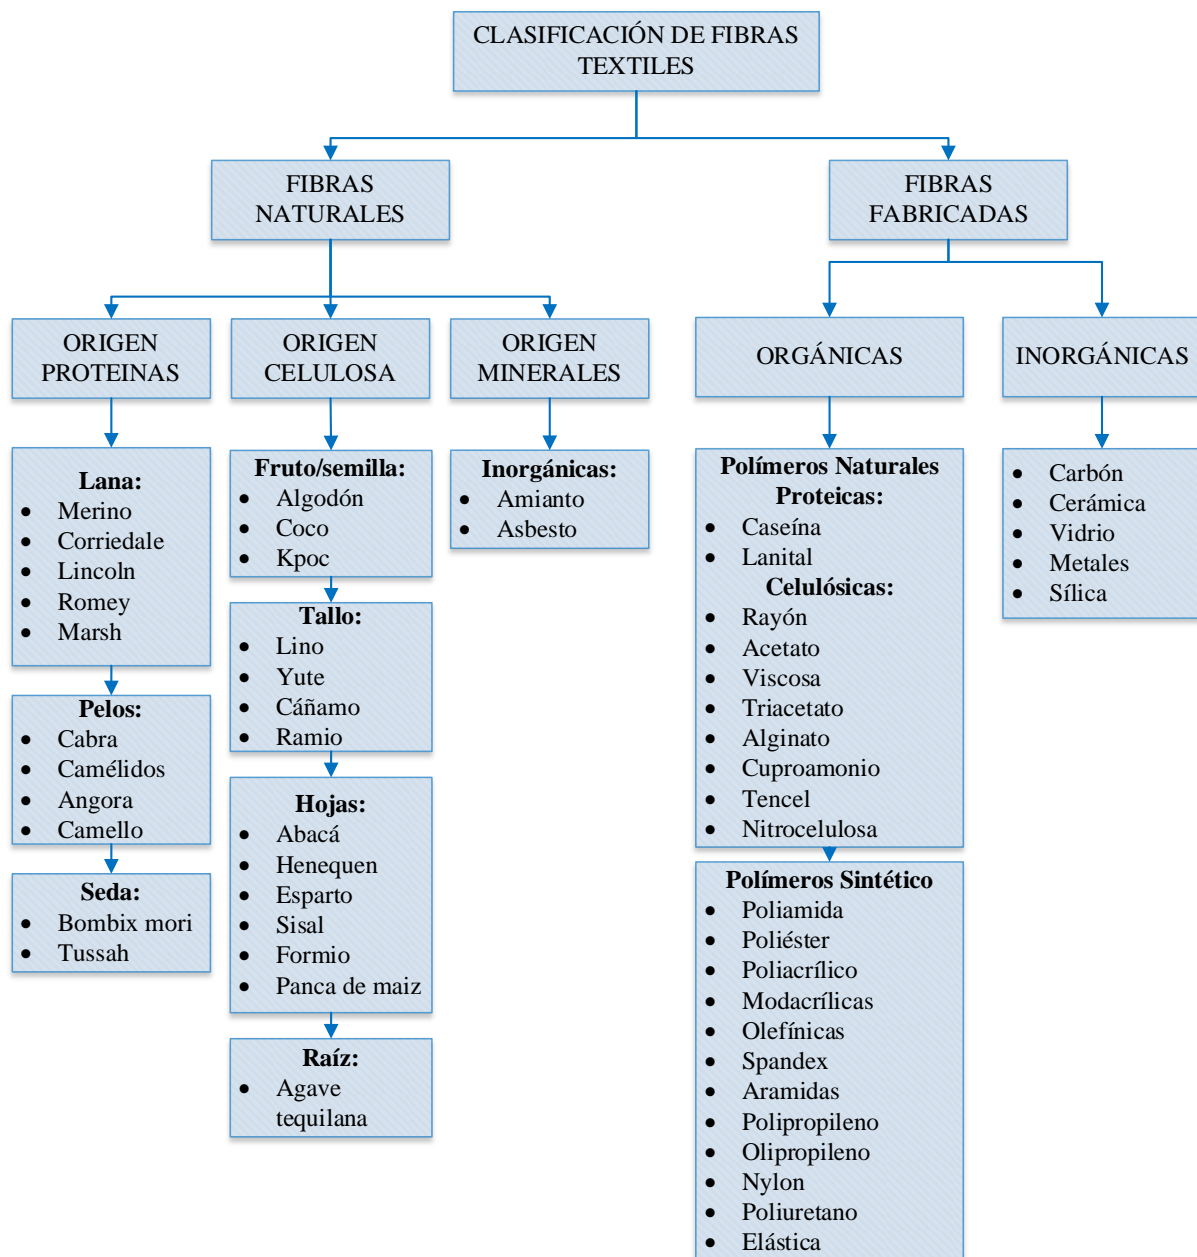 CLASIFICACIÓN DE FIBRAS
TEXTILES
FIBRAS
NATURALES
FIBRAS
FABRICADAS
ORIGEN
PROTEINAS
ORIGEN
CELULOSA
ORIGEN
MINERALES
ORGÁNICAS
INORGÁNICAS
Lana:
• Merino
• Corriedale
• Lincoln
• Romey
• Marsh
Pelos:
• Cabra
• Camélidos
• Angora
• Camello
Seda:
• Bombix mori
• Tussah
Fruto/semilla:
• Algodón
• Coco
• Kpoc
Tallo:
• Lino
• Yute
• Cáñamo
• Ramio
Hojas:
• Abacá
• Henequen
• Esparto
• Sisal
• Formio
• Panca de maiz
Raíz:
• Agave
tequilana
Inorgánicas:
• Amianto
• Asbesto
Polímeros Naturales
Proteicas:
• Caseína
• Lanital
Celulósicas:
• Rayón
• Acetato
• Viscosa
• Triacetato
• Alginato
• Cuproamonio
• Tencel
• Nitrocelulosa
Polímeros Sintético
• Poliamida
• Poliéster
• Poliacrílico
• Modacrílicas
• Olefínicas
• Spandex
• Aramidas
• Polipropileno
• Olipropileno
• Nylon
• Poliuretano
• Elástica
• Carbón
• Cerámica
• Vidrio
• Metales
• Sílica